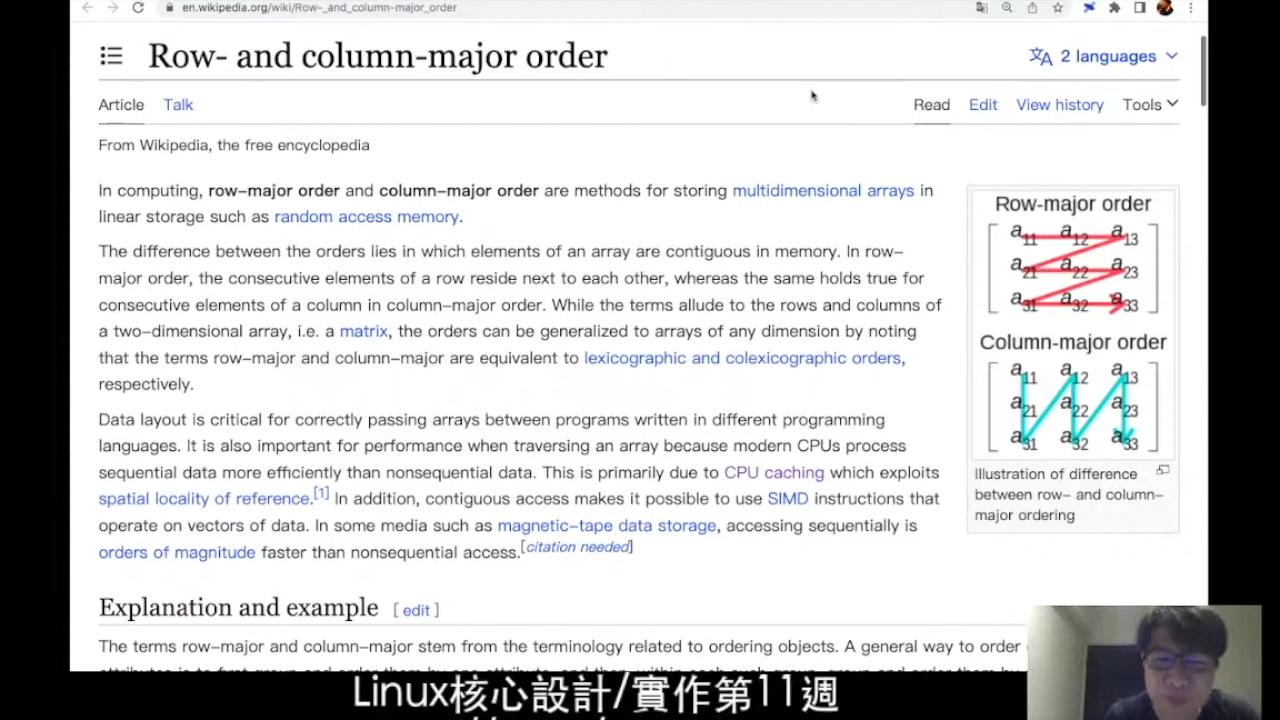 en.wikipedia.org/wiki/Row-_and_column-major_order
Row- and column-major order
2 languages
Article Talk
Read Edit View history Tools
From Wikipedia, the free encyclopedia
In computing, row-major order and column-major order are methods for storing multidimensional arrays in
linear storage such as random access memory.
The difference between the orders lies in which elements of an array are contiguous in memory. In row-
major order, the consecutive elements of a row reside next to each other, whereas the same holds true for
consecutive elements of a column in column-major order. While the terms allude to the rows and columns of
a two-dimensional array, i.e. a matrix, the orders can be generalized to arrays of any dimension by noting
that the terms row-major and column-major are equivalent to lexicographic and colexicographic orders,
respectively.
Data layout is critical for correctly passing arrays between programs written in different programming
languages. It is also important for performance when traversing an array because modern CPUs process
sequential data more efficiently than nonsequential data. This is primarily due to CPU caching which exploits
spatial locality of reference.[1] In addition, contiguous access makes it possible to use SIMD instructions that
operate on vectors of data. In some media such as magnetic-tape data storage, accessing sequentially is
orders of magnitude faster than nonsequential access.[citation needed]
Row-major order
a11 a12 a13
a21 a22 a23
a31 a32 a33
Column-major order
a11 a12 a13
a21 a22 a23
a31 a32 a33
Illustration of difference
between row- and column-
major ordering
Explanation and example [ edit ]
The terms row-major and column-major stem from the terminology related to ordering objects. A general way to order
Linux核心設計/實作第11週